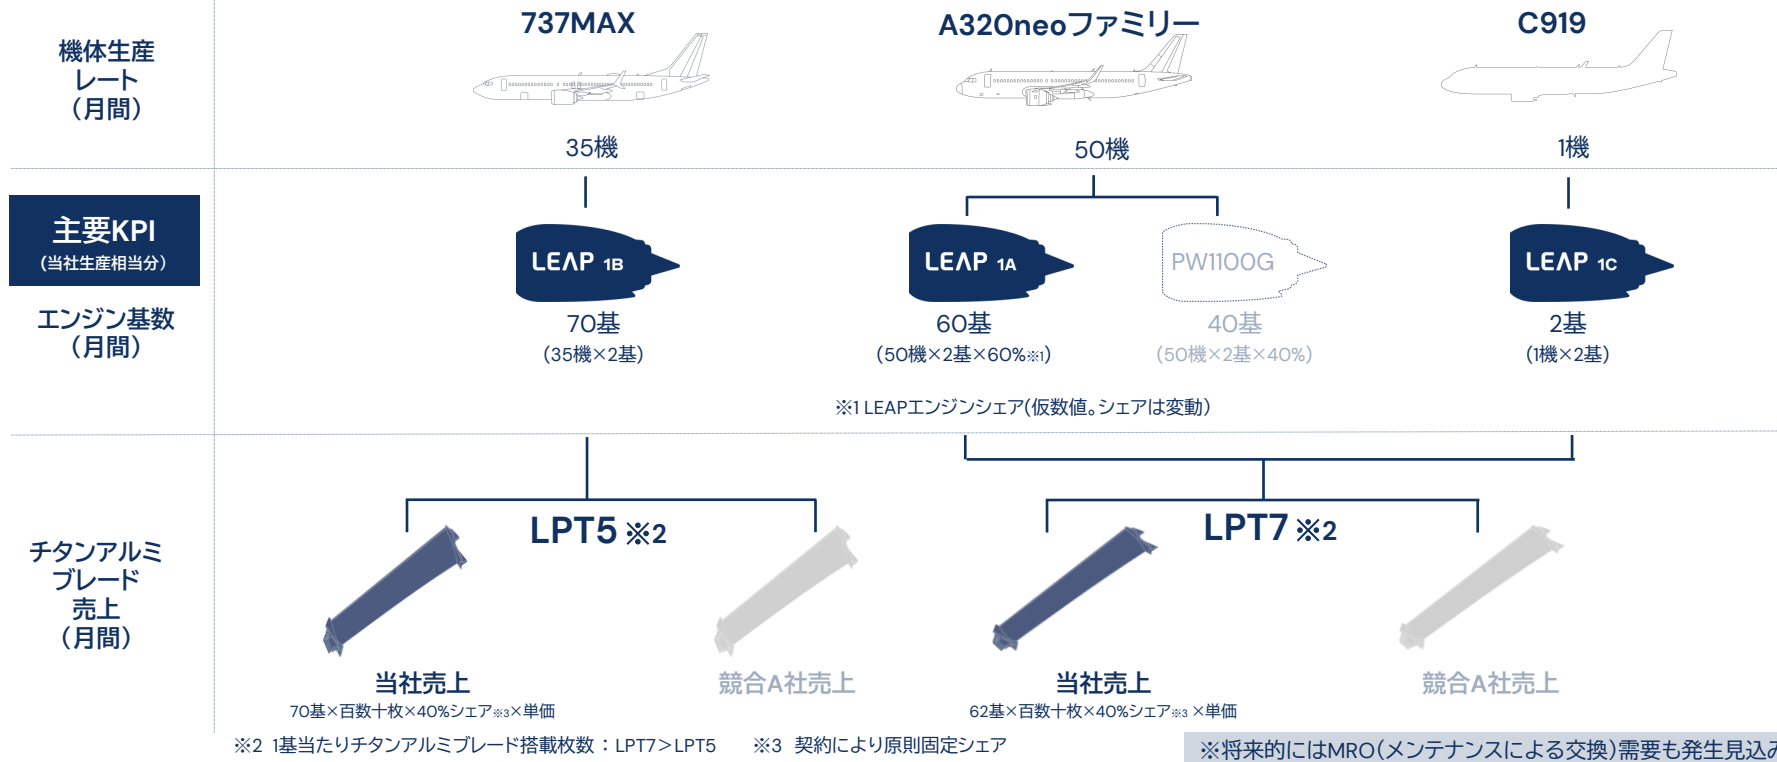 737MAX
A320neoファミリー
C919
機体生産
レート
（月間）
35機
50機
1機
主要KPI
（当社生産相当分）
エンジン基数
（月間）
LEAP 1B
LEAP 1A
PW1100G
LEAP 1C
70基
60基
40基
2基
（35機×2基）
（50機×2基×60%※1）
（50機×2基×40%）
（1機×2基）
※1 LEAPエンジンシェア（仮数値。シェアは変動）
チタンアルミ
ブレード
売上
（月間）
LPT5 ※2
LPT7 ※2
当社売上
競合A社売上
当社売上
競合A社売上
70基×百数十枚×40%シェア※3×単価
62基×百数十枚×40%シェア※3 ×単価
※2 1基当たりチタンアルミブレード搭載枚数：LPT7＞LPT5
※3 契約により原則固定シェア
※将来的にはMRO（メンテナンスによる交換）需要も発生見込み